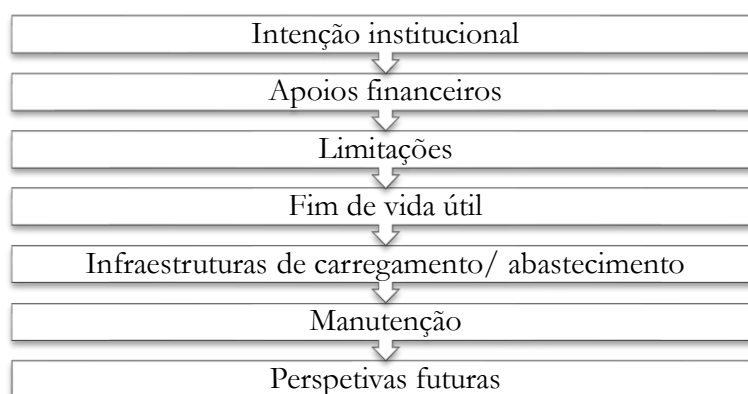 Intenção institucional
Apoios financeiros
Limitações
Fim de vida útil
Infraestruturas de carregamento/ abastecimento
Manutenção
Perspetivas futuras